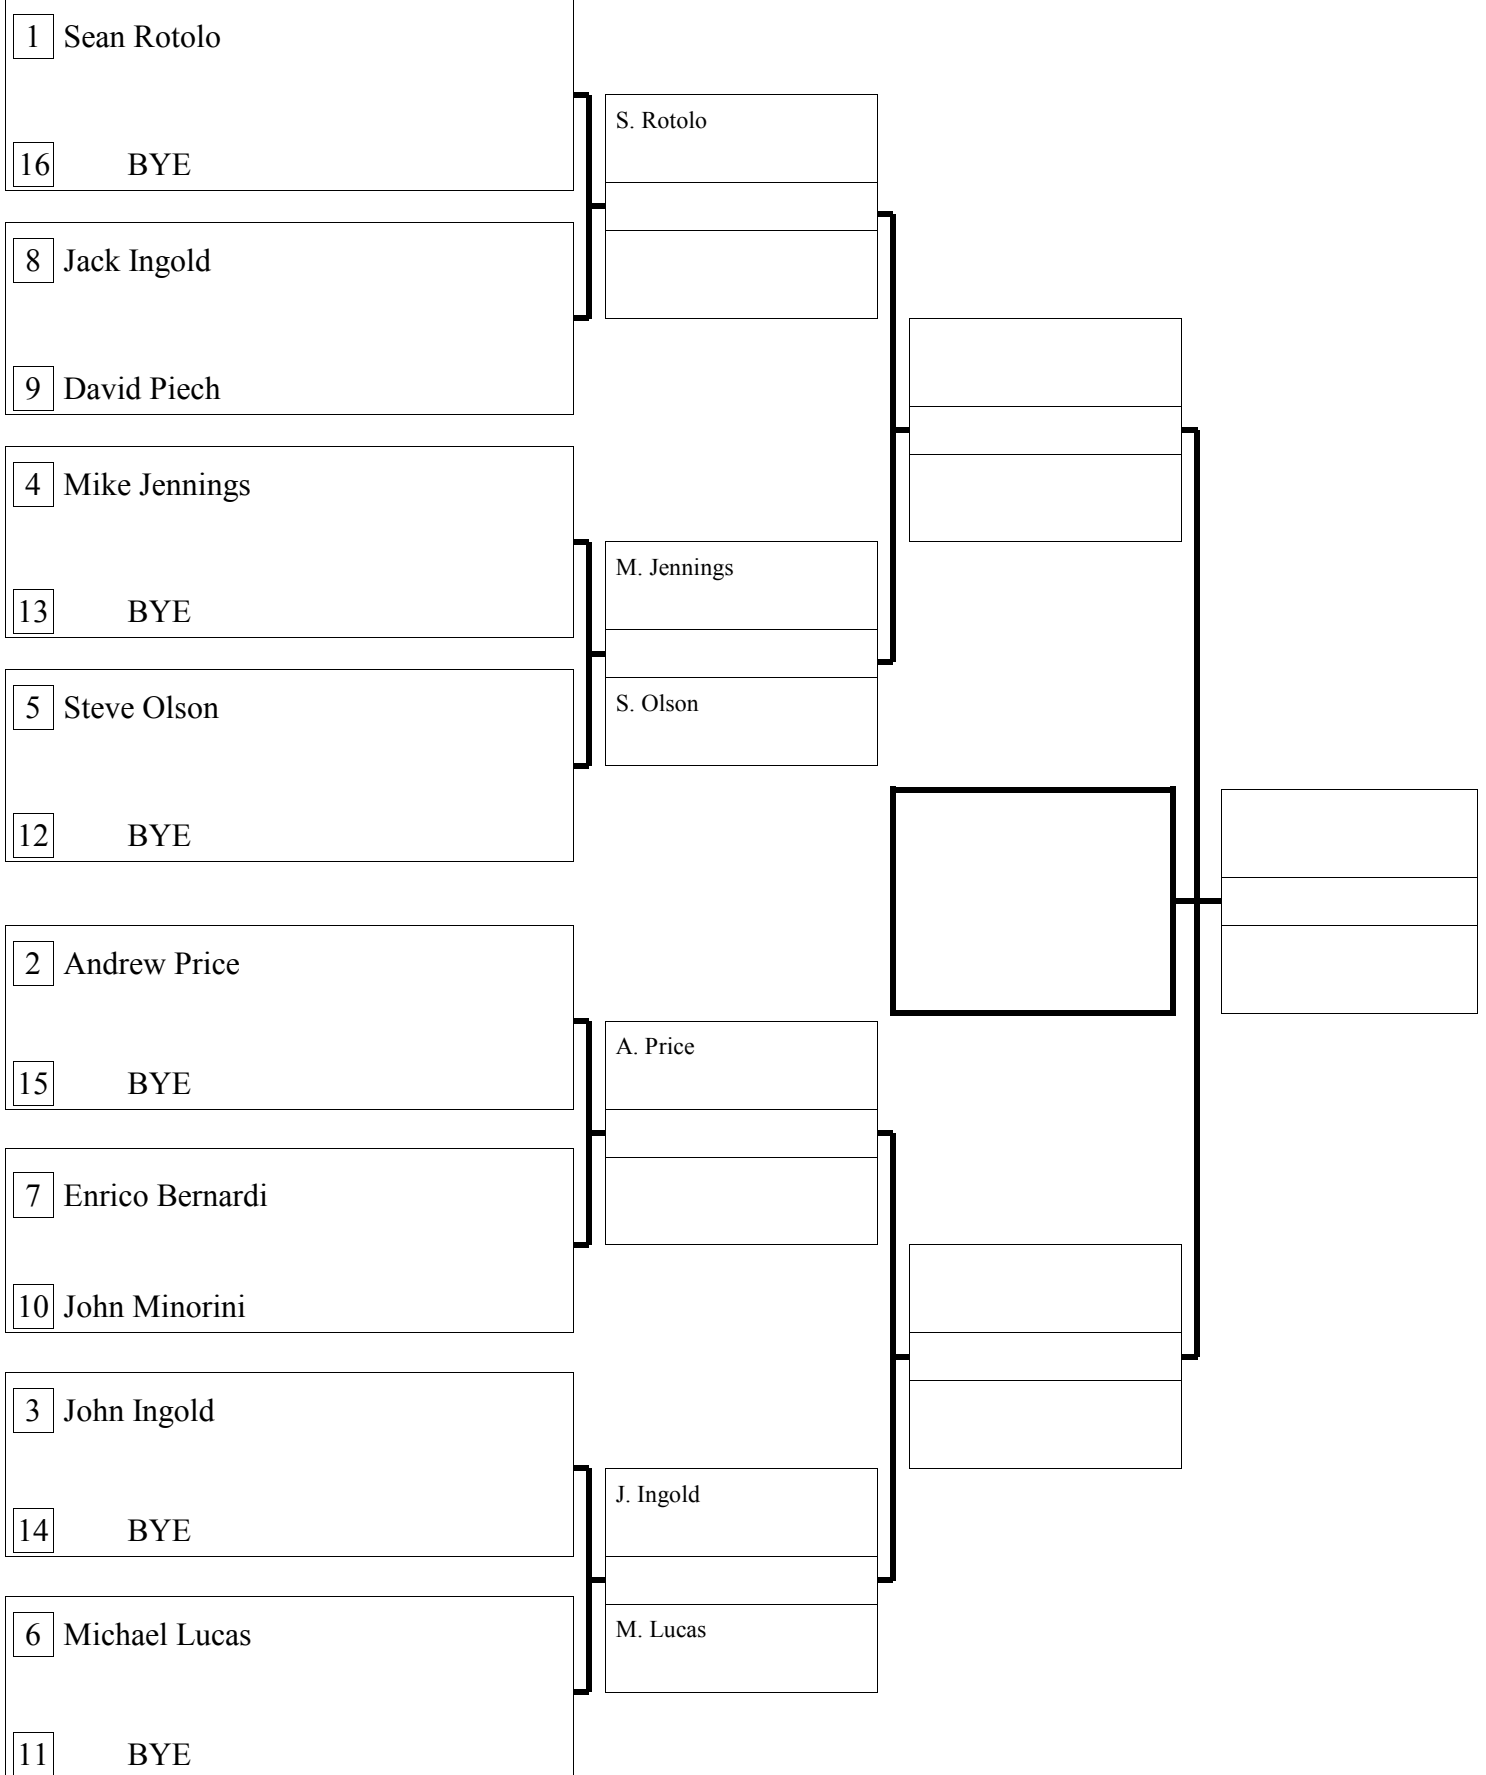 1 Sean Rotolo
16 BYE
8 Jack Ingold
9 David Piech
4 Mike Jennings
13 BYE
5 Steve Olson
12 BYE
2 Andrew Price
15 BYE
7 Enrico Bernardi
10 John Minorini
3 John Ingold
14 BYE
6 Michael Lucas
11 BYE
S. Rotolo
M. Jennings
S. Olson
A. Price
J. Ingold
M. Lucas